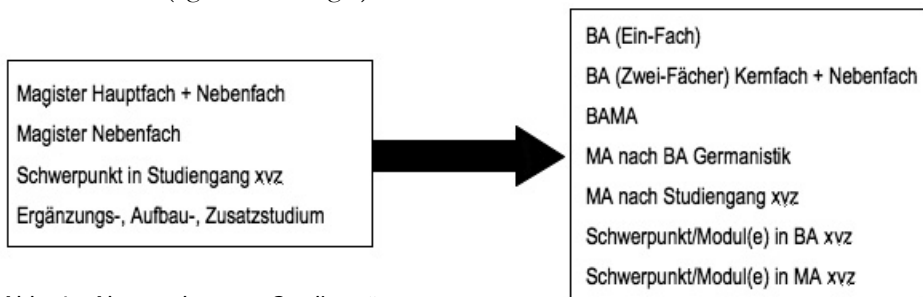 Magister Hauptfach + Nebenfach
Magister Nebenfach
Schwerpunkt in Studiengang xyz
Ergänzungs-, Aufbau-, Zusatzstudium
BA (Ein-Fach)
BA (Zwei-Fächer) Kernfach + Nebenfach
BAMA
MA nach BA Germanistik
MA nach Studiengang xyz
Schwerpunkt/Modul(e) in BA xyz
Schwerpunkt/Modul(e) in MA xyz